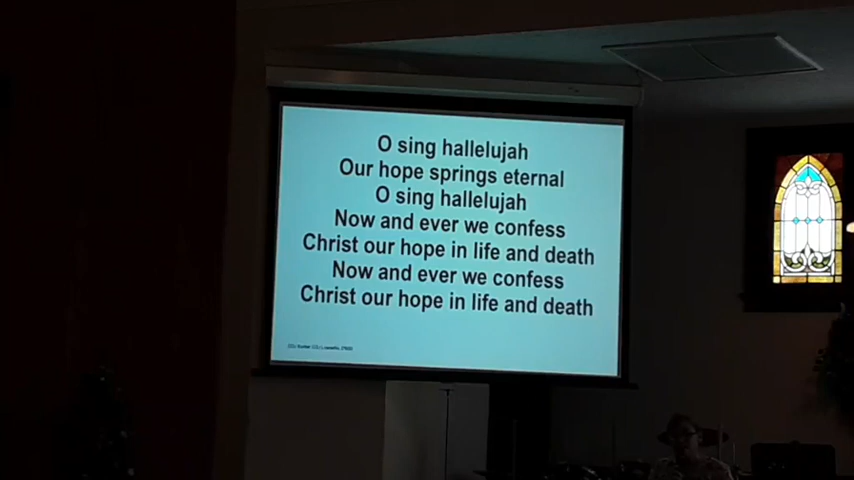 O sing hallelujah
Our hope springs eternal
O sing hallelujah
Now and ever we confess
Christ our hope in life and death
Now and ever we confess
Christ our hope in life and death